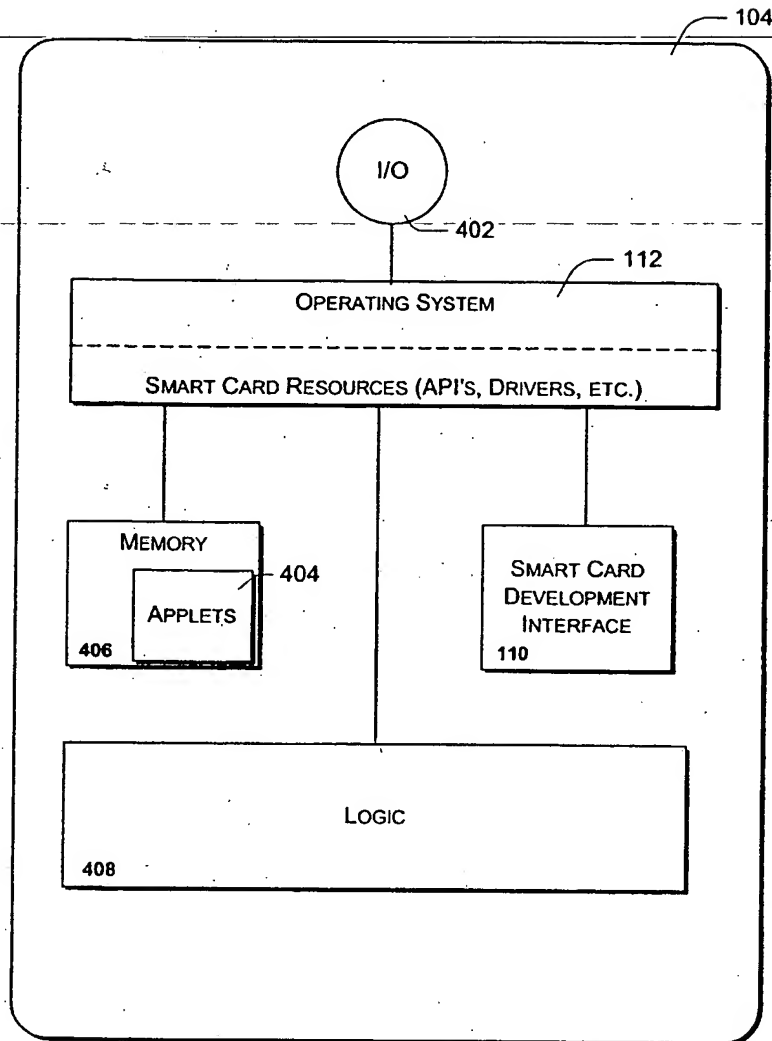 104
I/O
402
112
OPERATING SYSTEM
SMART CARD RESOURCES (API'S, DRIVERS, ETC.)
MEMORY
404
APPLETS
406
SMART CARD
DEVELOPMENT
INTERFACE
110
LOGIC
408